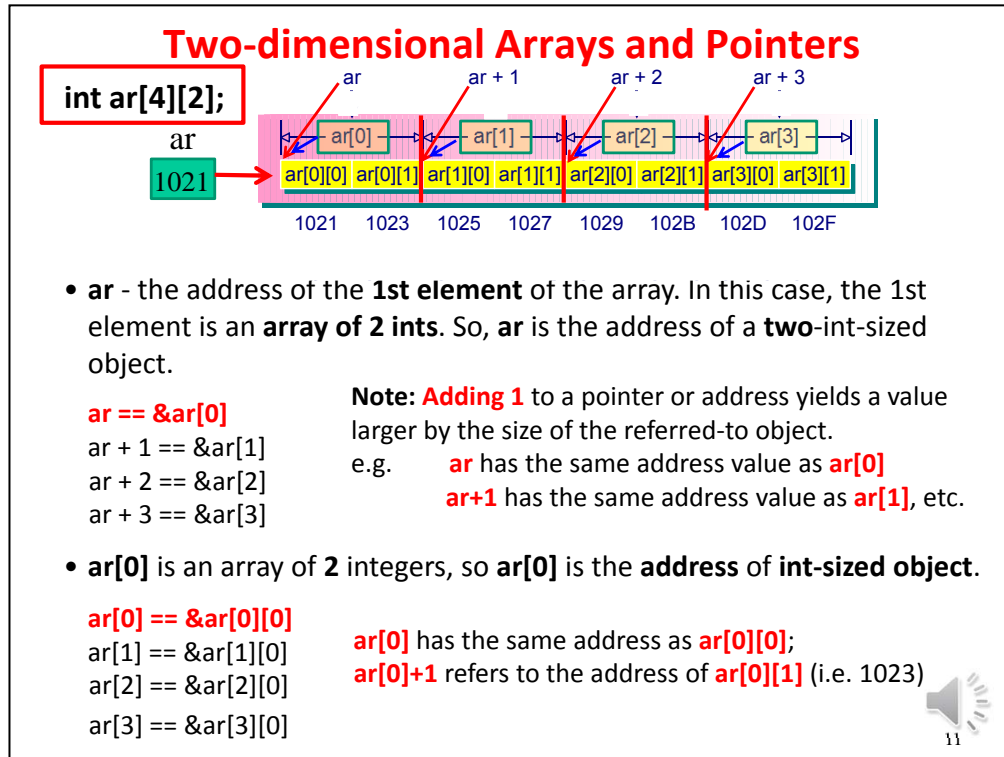 Two-dimensional Arrays and Pointers
int ar[4][2];
ar ar + 1 ar + 2 ar + 3
ar
ar[0] ar[1] ar[2] ar[3]
1021
ar[0][0] ar[0][1] ar[1][0] ar[1][1] ar[2][0] ar[2][1] ar[3][0] ar[3][1]
1021 1023 1025 1027 1029 102B 102D 102F
• ar - the address of the 1st element of the array. In this case, the 1st
element is an array of 2 ints. So, ar is the address of a two-int-sized
object.
ar == &ar[0]
ar + 1 == &ar[1]
ar + 2 == &ar[2]
ar + 3 == &ar[3]
Note: Adding 1 to a pointer or address yields a value
larger by the size of the referred-to object.
e.g. ar has the same address value as ar[0]
ar+1 has the same address value as ar[1], etc.
• ar[0] is an array of 2 integers, so ar[0] is the address of int-sized object.
ar[0] == &ar[0][0]
ar[1] == &ar[1][0]
ar[2] == &ar[2][0]
ar[3] == &ar[3][0]
ar[0] has the same address as ar[0][0];
ar[0]+1 refers to the address of ar[0][1] (i.e. 1023)
11